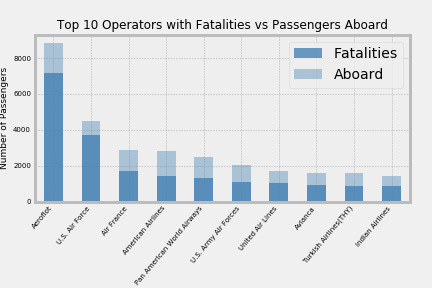 Top 10 Operators with Fatalities vs Passengers Aboard
Number of Passengers
8000
6000
4000
2000
0
Fatalities
Aboard
Aeroflot
U.S. Air Force
Air France
American Airlines
Pan American World Airways
U.S. Army Air Forces
United Air Lines
Avianca
Turkish Airlines(THY)
Indian Airlines